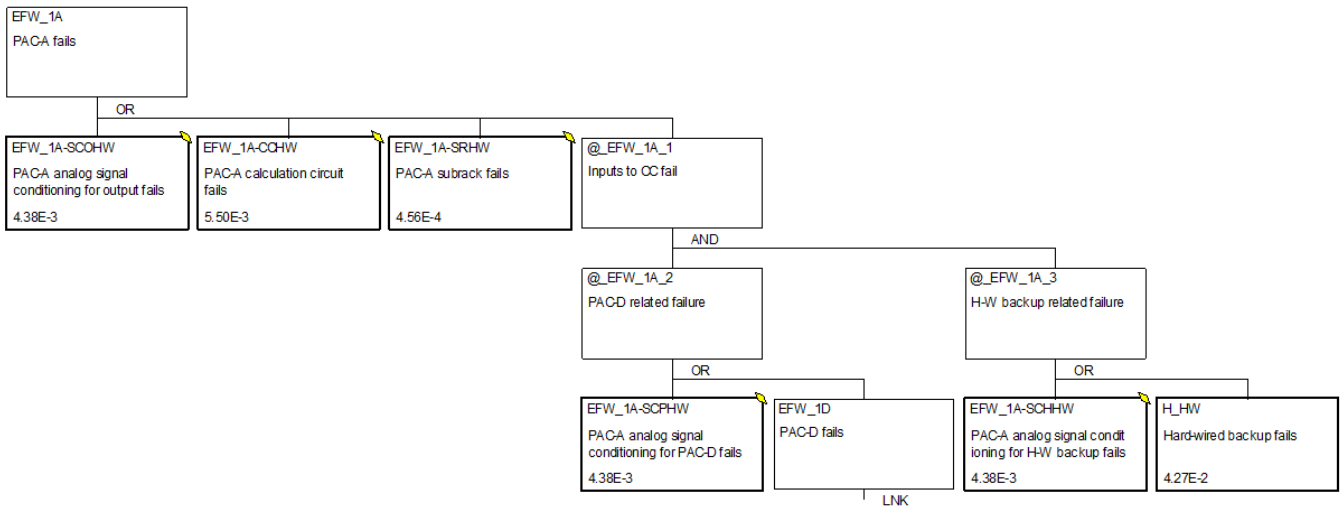 EFW_1A
PAC-A fails
OR
EFW_1A-SCOHW
PAC-A analog signal
conditioning for output fails
4.38E-3
EFW_1A-CCHW
PAC-A calculation circuit
fails
5.50E-3
EFW_1A-SRHW
PAC-A subrack fails
4.56E-4
@_EFW_1A_1
Inputs to CC fail
AND
@_EFW_1A_2
PAC-D related failure
@_EFW_1A_3
H-W backup related failure
OR
OR
EFW_1A-SCPHW
PAC-A analog signal
conditioning for PAC-D fails
4.38E-3
EFW_1D
PAC-D fails
LNK
EFW_1A-SCHHW
PAC-A analog signal condit
ioning for H-W backup fails
4.38E-3
H_HW
Hard-wired backup fails
4.27E-2